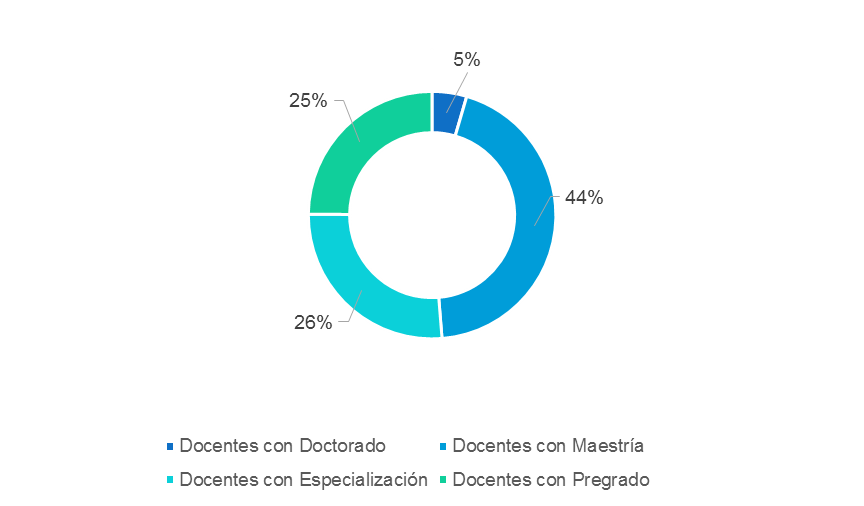 5%
25%
44%
26%
Docentes con Doctorado
Docentes con Maestría
Docentes con Especialización
Docentes con Pregrado